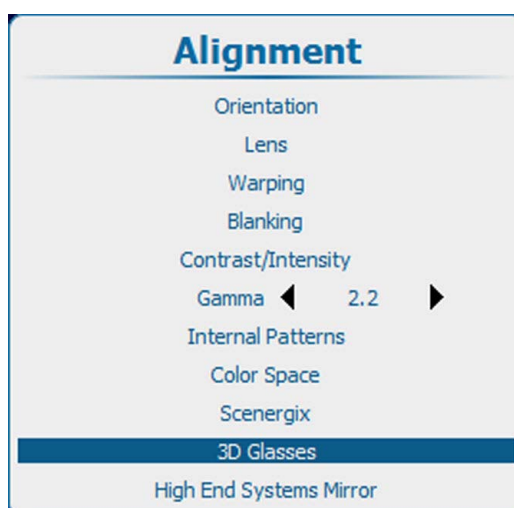 Alignment
Orientation
Lens
Warping
Blanking
Contrast/Intensity
Gamma 2.2
Internal Patterns
Color Space
Scenergix
3D Glasses
High End Systems Mirror